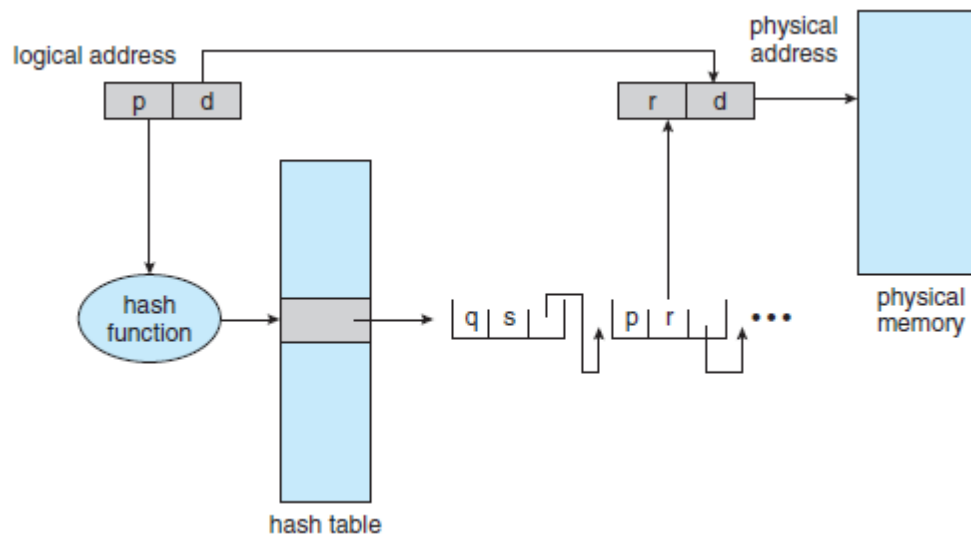 logical address
physical
address
p d
r d
hash
function
q s
p r
•••
physical
memory
hash table